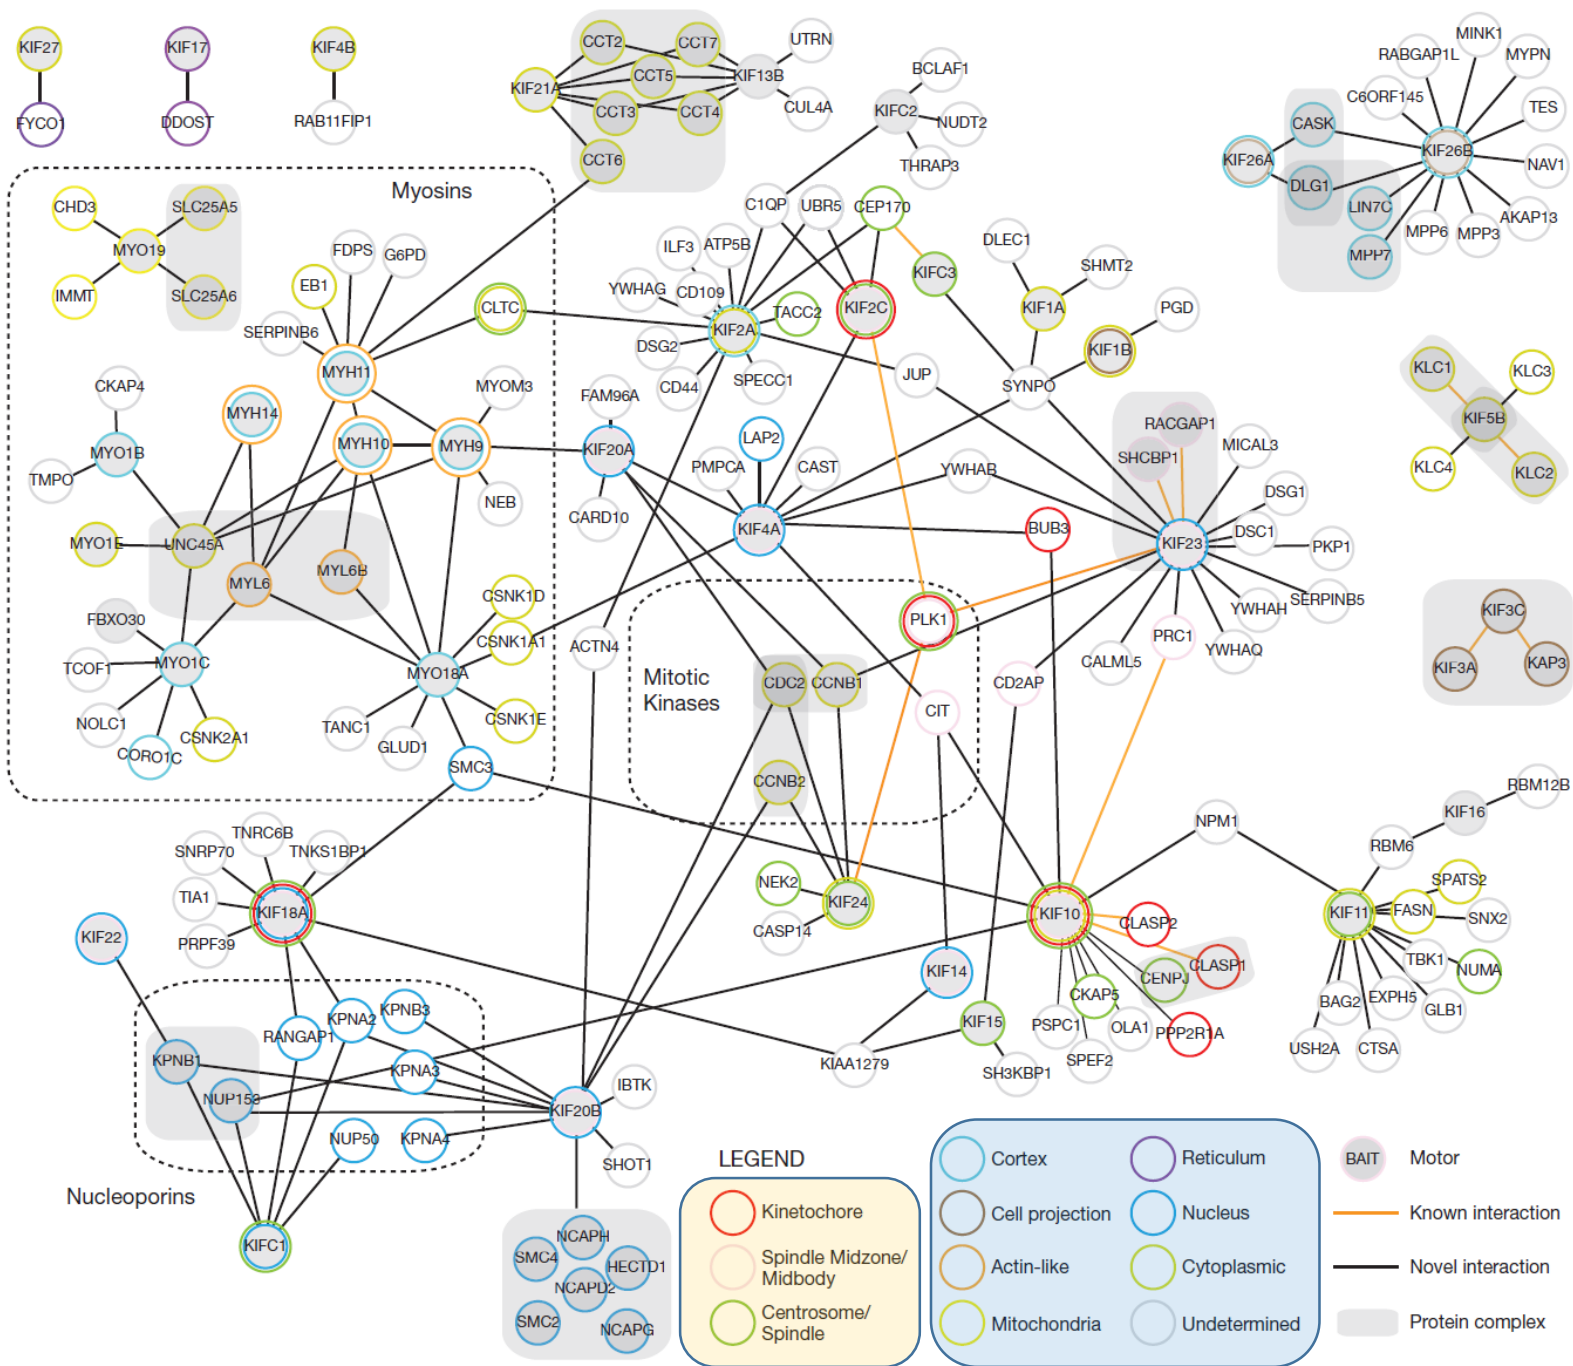 KIF27
KIF17
KIF4B
FYCO1
DDOST
RAB11FIP1
CCT2
CCT7
UTRN
KIF21A
CCT5
KIF13B
CCT3
CCT4
CUL4A
CCT6
BCLAF1
KIFC2
NUDT2
THRAP3
MINK1
RABGAP1L
MYPN
C6ORF145
TES
CASK
KIF26A
KIF26B
NAV1
DLG1
LIN7C
AKAP13
MPP6
MPP3
MPP7
Myosins
CHD3
SLC25A5
MYO19
IMMT
SLC25A6
FDPS
G6PD
EB1
SERPINB6
CLTC
MYH11
CKAP4
MYH14
MYOM3
MYO1B
MYH10
MYH9
TMPO
NEB
MYO1E
UNC45A
MYL6
MYL6B
FBXO30
CSNK1D
CSNK1A1
TCOF1
MYO1C
MYO18A
NOLC1
CSNK2A1
TANC1
CSNK1E
CORO1C
GLUD1
SMC3
C1QP
UBR5
CEP170
ILF3
ATP5B
YWHAG
CD109
KIFC3
TACC2
KIF2C
KIF2A
DSG2
CD44
SPECC1
DLEC1
SHMT2
KIF1A
PGD
KIF1B
JUP
SYNPO
FAM96A
KIF20A
LAP2
PMPCA
CAST
YWHAB
CARD10
KIF4A
BUB3
RACGAP1
SHCBP1
MICAL3
DSG1
DSC1
KIF23
PKP1
YWHAH
SERPINB5
PRC1
YWHAQ
CALML5
KLC1
KLC3
KIF5B
KLC4
KLC2
KIF3C
KIF3A
KAP3
ACTN4
Mitotic
Kinases
PLK1
CDC2
CCNB1
CIT
CD2AP
CCNB2
NEK2
KIF24
CASP14
TNRC6B
SNRP70
TNKS1BP1
TIA1
KIF18A
PRPF39
KIF22
KPNB3
KPNA2
RANGAP1
KPNB1
KPNA3
NUP153
NUP50
KPNA4
KIFC1
Nucleoporins
KIF20B
IBTK
SHOT1
NCAPH
SMC4
HECTD1
NCAPD2
SMC2
NCAPG
NPM1
KIF10
CLASP2
CENPJ
CLASP1
CKAP5
PSPC1
OLA1
PPP2R1A
SPEF2
KIF14
KIF15
KIAA1279
SH3KBP1
RBM12B
KIF16
RBM6
SPATS2
KIF11
FASN
SNX2
TBK1
NUMA
BAG2
EXPH5
GLB1
USH2A
CTSA
LEGEND
Kinetochore
Spindle Midzone/
Midbody
Centrosome/
Spindle
Cortex
Reticulum
Cell projection
Nucleus
Actin-like
Cytoplasmic
Mitochondria
Undetermined
BAIT
Motor
Known interaction
Novel interaction
Protein complex